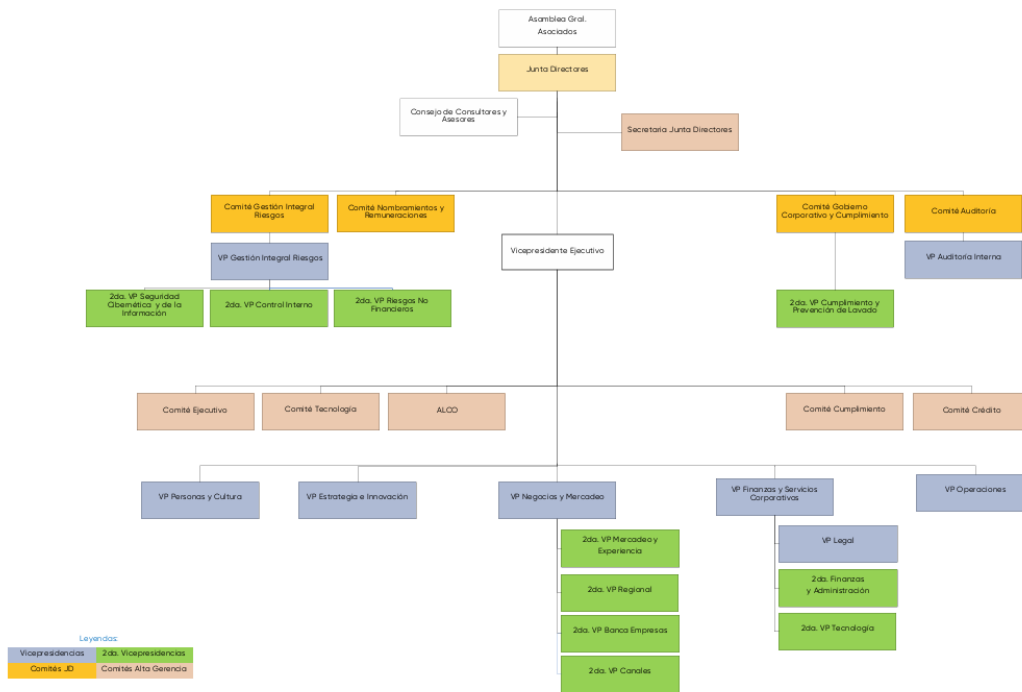 Asamblea Gral.
Asociados
Junta Directores
Consejo de Consultores y
Asesores
Secretaria Junta Directores
Comité Gestión Integral
Riesgos
Comité Nombramientos y
Remuneraciones
Comité Gobierno
Corporativo y Cumplimiento
Comité Auditoría
Vicepresidente Ejecutivo
VP Gestión Integral Riesgos
VP Auditoría Interna
2da. VP Seguridad
Cibernética y de la
Información
2da. VP Control Interno
2da. VP Riesgos No
Financieros
2da. VP Cumplimiento y
Prevención de Lavado
Comité Ejecutivo
Comité Tecnología
ALCO
Comité Cumplimiento
Comité Crédito
VP Personas y Cultura
VP Estrategia e Innovación
VP Negocios y Mercadeo
VP Finanzas y Servicios
Corporativos
VP Operaciones
2da. VP Mercadeo y
Experiencia
2da. VP Regional
2da. VP Banca Empresas
2da. VP Canales
VP Legal
2da. Finanzas
y Administración
2da. VP Tecnología
Leyendas:
Vicepresidencias
2da. Vicepresidencias
Comités JD
Comités Alta Gerencia